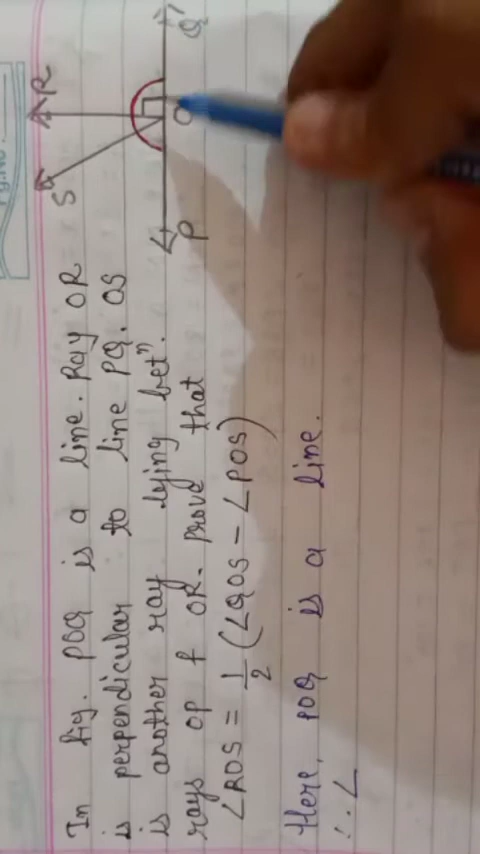 In fig. POQ is a line. Ray OR
is perpendicular to line PQ. OS
is another ray lying betⁿ.
rays OP f OR. prove that
∠ROS = 1/2 (∠QOS - ∠POS)
Here, POQ is a line.
∴ ∠
S
R
P
O
Q